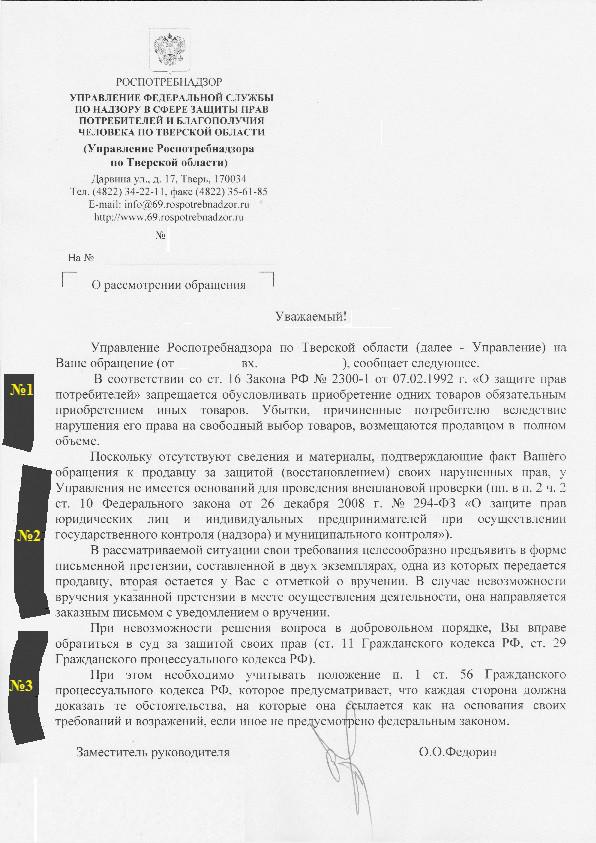 РОСПОТРЕБНАДЗОР
УПРАВЛЕНИЕ ФЕДЕРАЛЬНОЙ СЛУЖБЫ
ПО НАДЗОРУ В СФЕРЕ ЗАЩИТЫ ПРАВ
ПОТРЕБИТЕЛЕЙ И БЛАГОПОЛУЧИЯ
ЧЕЛОВЕКА ПО ТВЕРСКОЙ ОБЛАСТИ
(Управление Роспотребнадзора
по Тверской области)
Дарвина ул., д. 17, Тверь, 170034
Тел. (4822) 34-22-11, факс (4822) 35-61-85
E-mail: info@69.rospotrebnadzor.ru
http://www.69.rospotrebnadzor.ru
№
На №
О рассмотрении обращения
Уважаемый!
Управление Роспотребнадзора по Тверской области (далее - Управление) на
Ваше обращение (от вх. ), сообщает следующее.
№1
В соответствии со ст. 16 Закона РФ № 2300-1 от 07.02.1992 г. «О защите прав
потребителей» запрещается обусловливать приобретение одних товаров обязательным
приобретением иных товаров. Убытки, причиненные потребителю вследствие
нарушения его права на свободный выбор товаров, возмещаются продавцом в полном
объеме.
Поскольку отсутствуют сведения и материалы, подтверждающие факт Вашего
обращения к продавцу за защитой (восстановлением) своих нарушенных прав, у
Управления не имеется оснований для проведения внеплановой проверки (пп. в п. 2 ч. 2
ст. 10 Федерального закона от 26 декабря 2008 г. № 294-ФЗ «О защите прав
юридических лиц и индивидуальных предпринимателей при осуществлении
№2
государственного контроля (надзора) и муниципального контроля»).
В рассматриваемой ситуации свои требования целесообразно предъявить в форме
письменной претензии, составленной в двух экземплярах, одна из которых передается
продавцу, вторая остается у Вас с отметкой о вручении. В случае невозможности
вручения указанной претензии в месте осуществления деятельности, она направляется
заказным письмом с уведомлением о вручении.
При невозможности решения вопроса в добровольном порядке, Вы вправе
обратиться в суд за защитой своих прав (ст. 11 Гражданского кодекса РФ, ст. 29
Гражданского процессуального кодекса РФ).
При этом необходимо учитывать положение п. 1 ст. 56 Гражданского
№3
процессуального кодекса РФ, которое предусматривает, что каждая сторона должна
доказать те обстоятельства, на которые она ссылается как на основания своих
требований и возражений, если иное не предусмотрено федеральным законом.
Заместитель руководителя О.О.Федорин